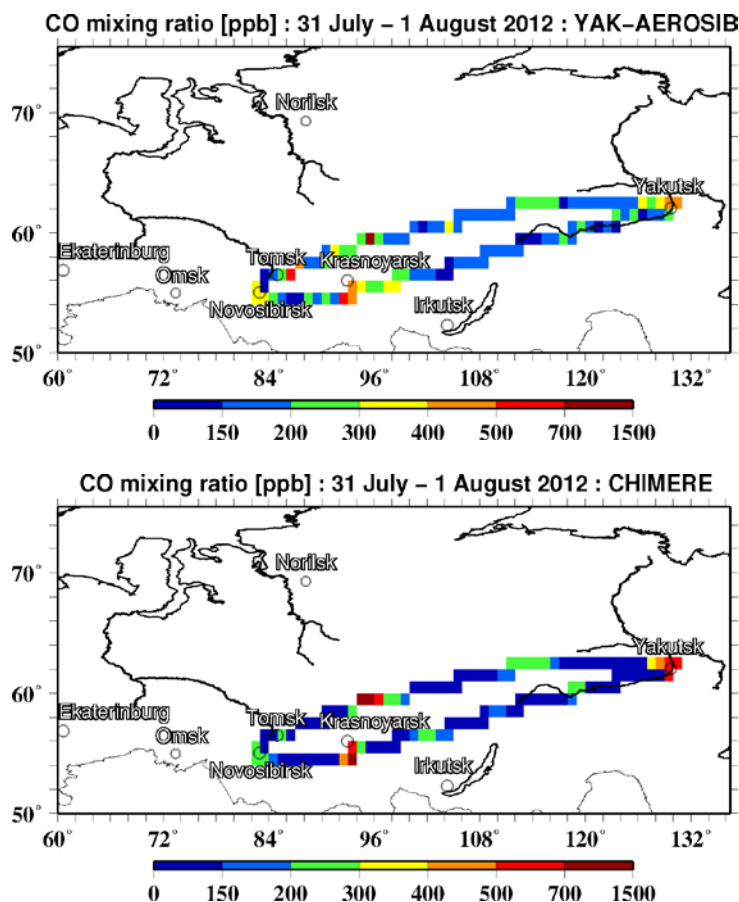 CO mixing ratio [ppb] : 31 July – 1 August 2012 : YAK–AEROSIB
70°
60°
50°
Norilsk
Yakutsk
Ekaterinburg
Tomsk
Krasnoyarsk
Omsk
Novosibirsk
Irkutsk
60° 72° 84° 96° 108° 120° 132°
0 150 200 300 400 500 700 1500
CO mixing ratio [ppb] : 31 July – 1 August 2012 : CHIMERE
70°
60°
50°
Norilsk
Yakutsk
Ekaterinburg
Tomsk
Krasnoyarsk
Omsk
Novosibirsk
Irkutsk
60° 72° 84° 96° 108° 120° 132°
0 150 200 300 400 500 700 1500